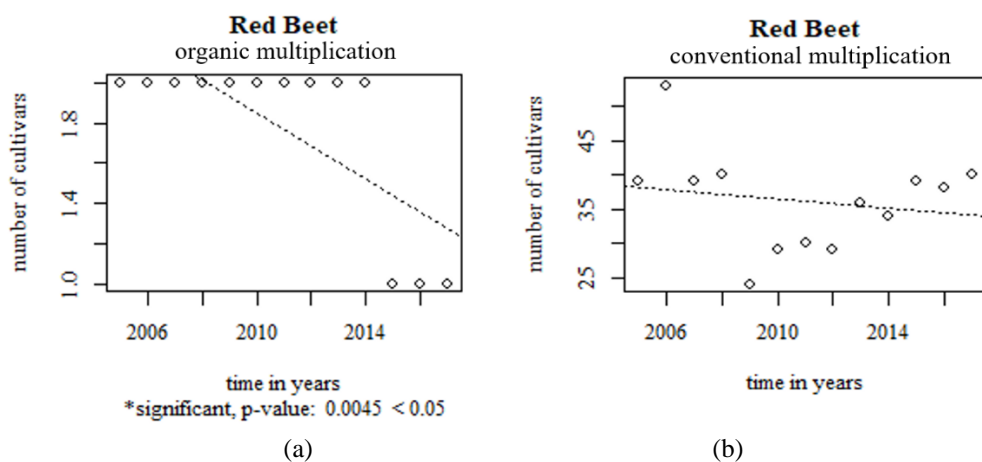 Red Beet
organic multiplication
number of cultivars
1.8
1.4
1.0
2006 2010 2014
time in years
*significant, p-value: 0.0045 < 0.05
(a)
Red Beet
conventional multiplication
number of cultivars
45
35
25
2006 2010 2014
time in years
(b)